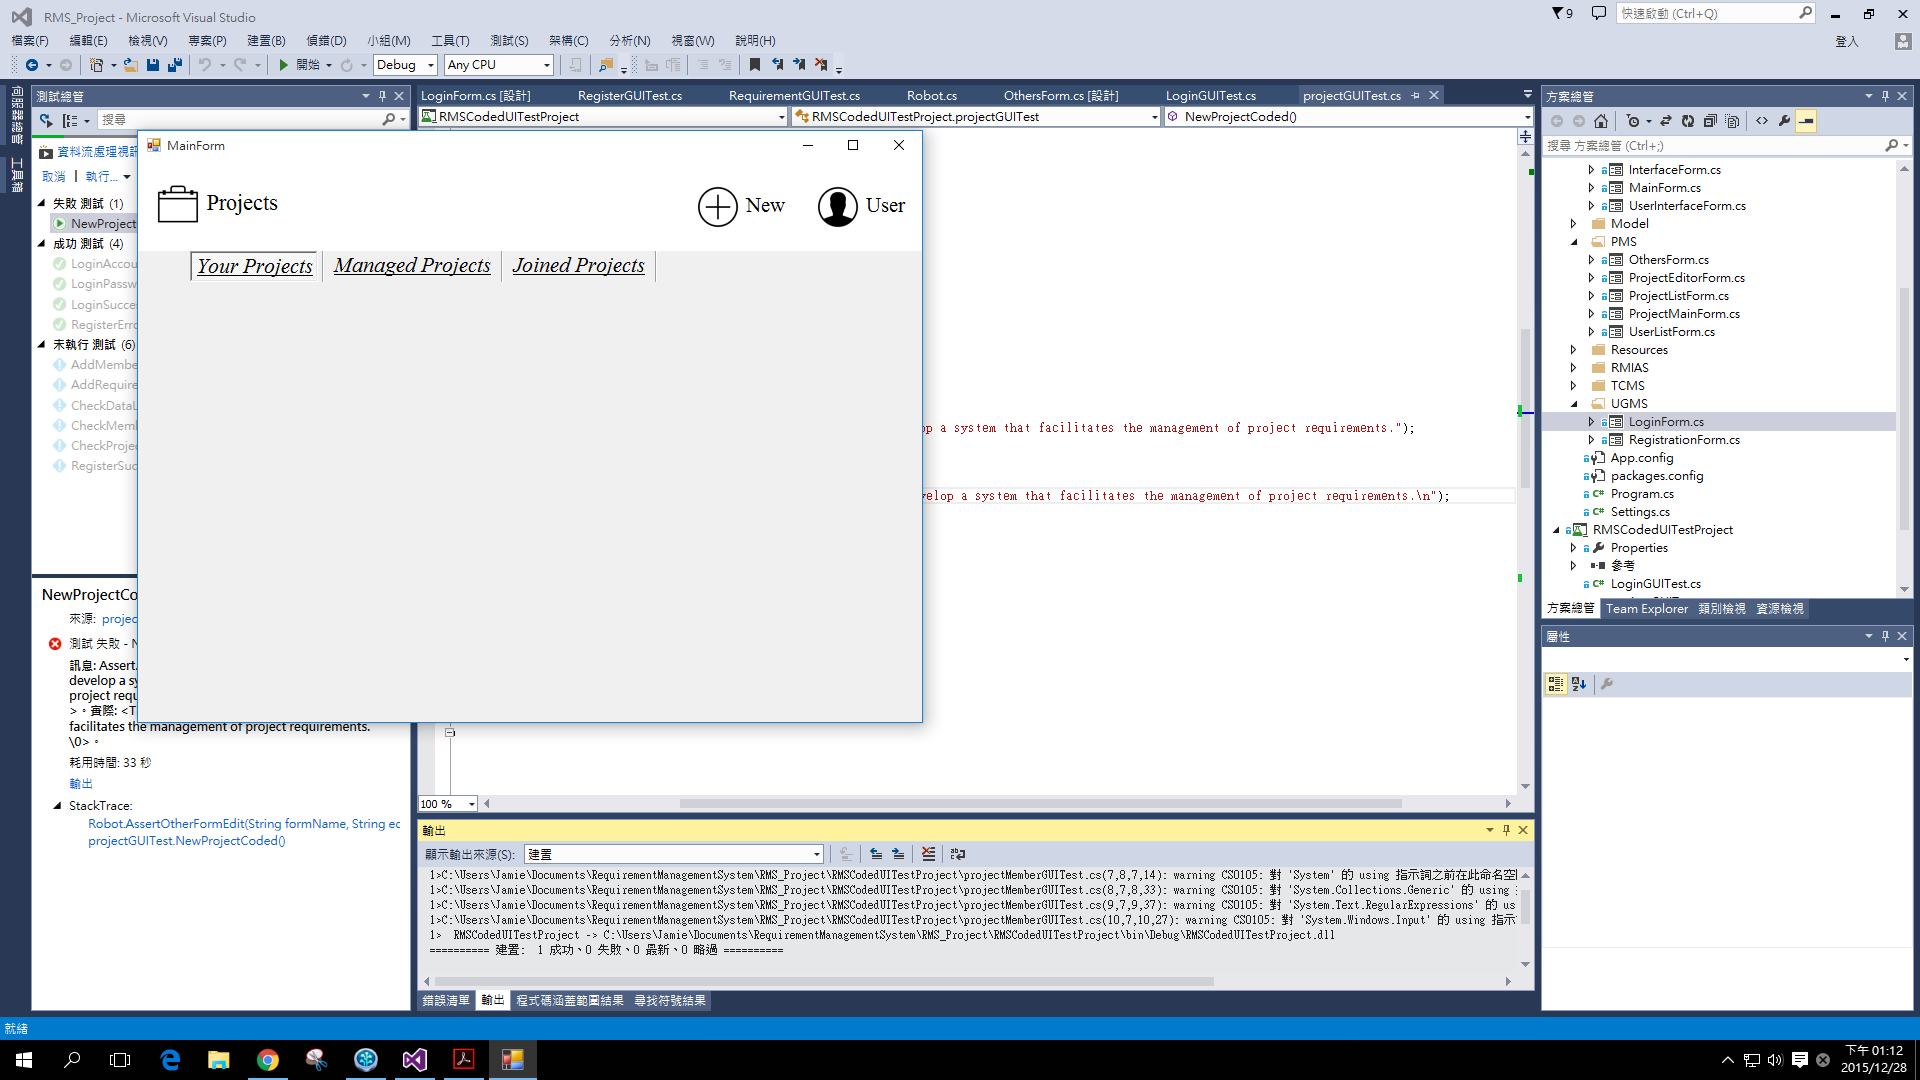 RMS_Project - Microsoft Visual Studio
9
快速啟動 (Ctrl+Q)
檔案(F) 編輯(E) 檢視(V) 專案(P) 建置(B) 偵錯(D) 小組(M) 工具(T) 測試(S) 架構(C) 分析(N) 視窗(W) 說明(H)
登入
開始 Debug Any CPU
伺服器總管
工具箱
測試總管
搜尋
資料流處理視訊
取消 執行...
失敗 測試 (1)
NewProject
成功 測試 (4)
LoginAccou
LoginPassw
LoginSucce
RegisterErro
未執行 測試 (6)
AddMembe
AddRequire
CheckDataL
CheckMemb
CheckProjec
RegisterSuc
NewProjectCo
來源: projec
測試 失敗 - N
訊息: Assert.
develop a sy
project requ
>。實際: <T
facilitates the management of project requirements.
\0>。
耗用時間: 33 秒
輸出
StackTrace:
Robot.AssertOtherFormEdit(String formName, String ec
projectGUITest.NewProjectCoded()
LoginForm.cs [設計] RegisterGUITest.cs RequirementGUITest.cs Robot.cs OthersForm.cs [設計] LoginGUITest.cs projectGUITest.cs
RMSCodedUITestProject RMSCodedUITestProject.projectGUITest NewProjectCoded()
MainForm
Projects New User
Your Projects Managed Projects Joined Projects
op a system that facilitates the management of project requirements.");
velop a system that facilitates the management of project requirements.\n");
100 %
輸出
顯示輸出來源(S): 建置
1>C:\Users\Jamie\Documents\RequirementManagementSystem\RMS_Project\RMSCodedUITestProject\projectMemberGUITest.cs(7,8,7,14): warning CS0105: 對 'System' 的 using 指示詞之前在此命名空
1>C:\Users\Jamie\Documents\RequirementManagementSystem\RMS_Project\RMSCodedUITestProject\projectMemberGUITest.cs(8,7,8,33): warning CS0105: 對 'System.Collections.Generic' 的 using
1>C:\Users\Jamie\Documents\RequirementManagementSystem\RMS_Project\RMSCodedUITestProject\projectMemberGUITest.cs(9,7,9,37): warning CS0105: 對 'System.Text.RegularExpressions' 的 us
1>C:\Users\Jamie\Documents\RequirementManagementSystem\RMS_Project\RMSCodedUITestProject\projectMemberGUITest.cs(10,7,10,27): warning CS0105: 對 'System.Windows.Input' 的 using 指示
1> RMSCodedUITestProject -> C:\Users\Jamie\Documents\RequirementManagementSystem\RMS_Project\RMSCodedUITestProject\bin\Debug\RMSCodedUITestProject.dll
========== 建置: 1 成功、0 失敗、0 最新、0 略過 ==========
錯誤清單 輸出 程式碼涵蓋範圍結果 尋找符號結果
方案總管
搜尋 方案總管 (Ctrl+;)
InterfaceForm.cs
MainForm.cs
UserInterfaceForm.cs
Model
PMS
OthersForm.cs
ProjectEditorForm.cs
ProjectListForm.cs
ProjectMainForm.cs
UserListForm.cs
Resources
RMIAS
TCMS
UGMS
LoginForm.cs
RegistrationForm.cs
App.config
packages.config
Program.cs
Settings.cs
RMSCodedUITestProject
Properties
參考
LoginGUITest.cs
方案總管 Team Explorer 類別檢視 資源檢視
屬性
就緒
下午 01:12
2015/12/28